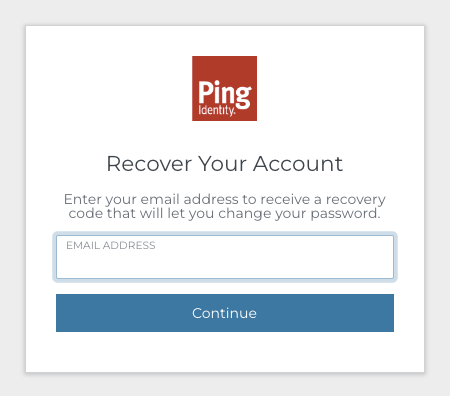 Ping
Identity.
Recover Your Account
Enter your email address to receive a recovery
code that will let you change your password.
EMAIL ADDRESS
Continue